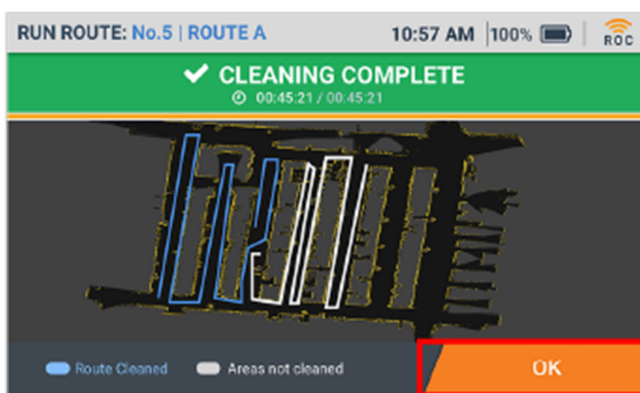 RUN ROUTE: No.5 | ROUTE A 10:57 AM 100% ROC
CLEANING COMPLETE
00:45:21 / 00:45:21
Route Cleaned Areas not cleaned OK